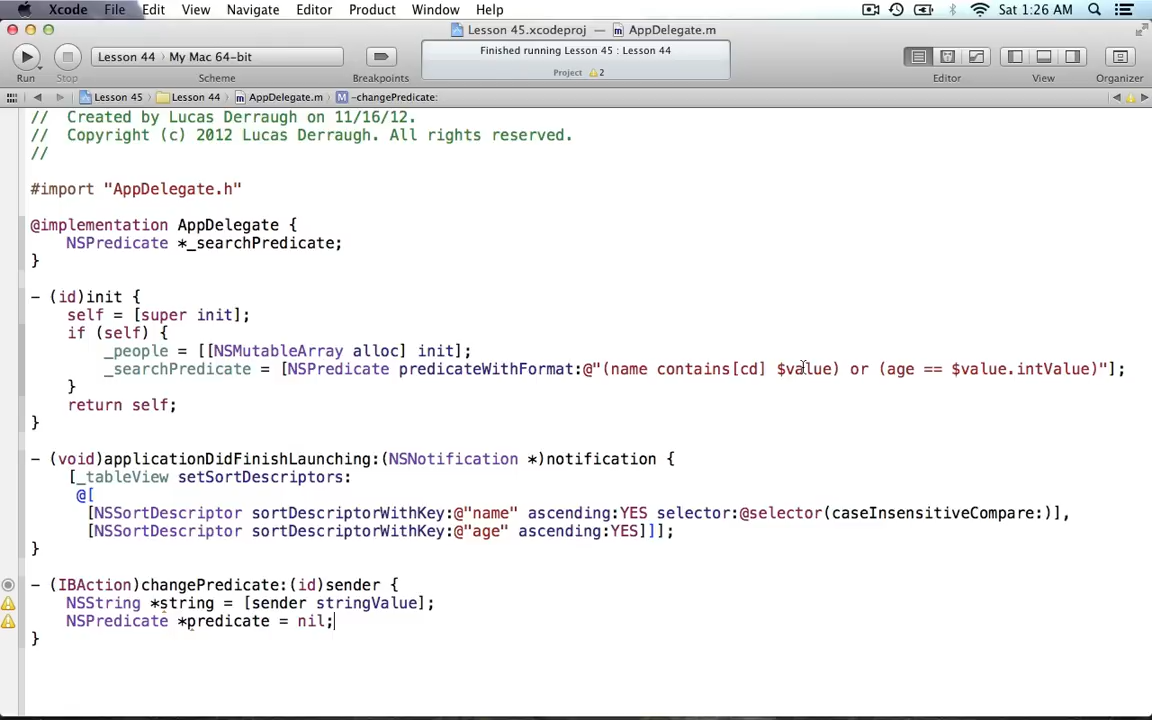 Xcode File Edit View Navigate Editor Product Window Help Sat 1:26 AM
Lesson 45.xcodeproj — AppDelegate.m
Lesson 44 My Mac 64-bit
Finished running Lesson 45 : Lesson 44
Project 2
Run Stop Scheme Breakpoints Editor View Organizer
Lesson 45 Lesson 44 AppDelegate.m M -changePredicate:
// Created by Lucas Derraugh on 11/16/12.
// Copyright (c) 2012 Lucas Derraugh. All rights reserved.
//
#import "AppDelegate.h"
@implementation AppDelegate {
NSPredicate *_searchPredicate;
}
- (id)init {
self = [super init];
if (self) {
_people = [[NSMutableArray alloc] init];
_searchPredicate = [NSPredicate predicateWithFormat:@"(name contains[cd] $value) or (age == $value.intValue)"];
}
return self;
}
- (void)applicationDidFinishLaunching:(NSNotification *)notification {
[_tableView setSortDescriptors:
@[
[NSSortDescriptor sortDescriptorWithKey:@"name" ascending:YES selector:@selector(caseInsensitiveCompare:)],
[NSSortDescriptor sortDescriptorWithKey:@"age" ascending:YES]]];
}
- (IBAction)changePredicate:(id)sender {
NSString *string = [sender stringValue];
NSPredicate *predicate = nil;
}